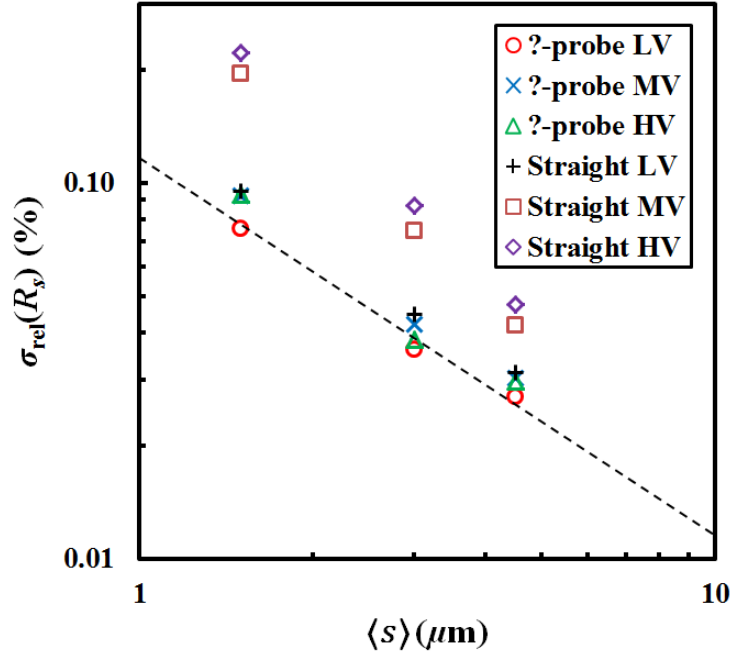 ?-probe LV
?-probe MV
?-probe HV
Straight LV
Straight MV
Straight HV
0.10
0.01
σrel(Rs) (%)
1
10
⟨s⟩ (μm)